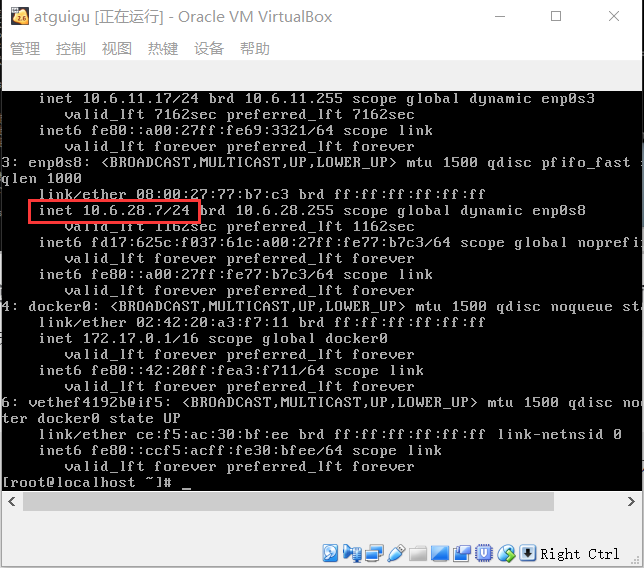 atguigu [正在运行] - Oracle VM VirtualBox
管理 控制 视图 热键 设备 帮助
inet 10.6.11.17/24 brd 10.6.11.255 scope global dynamic enp0s3
valid_lft 7162sec preferred_lft 7162sec
inet6 fe80::a00:27ff:fe69:3321/64 scope link
valid_lft forever preferred_lft forever
3: enp0s8: <BROADCAST,MULTICAST,UP,LOWER_UP> mtu 1500 qdisc pfifo_fast s
qlen 1000
link/ether 08:00:27:77:b7:c3 brd ff:ff:ff:ff:ff:ff
inet 10.6.28.7/24 brd 10.6.28.255 scope global dynamic enp0s8
valid_lft 1162sec preferred_lft 1162sec
inet6 fd17:625c:f037:61c:a00:27ff:fe77:b7c3/64 scope global noprefi
valid_lft forever preferred_lft forever
inet6 fe80::a00:27ff:fe77:b7c3/64 scope link
valid_lft forever preferred_lft forever
4: docker0: <BROADCAST,MULTICAST,UP,LOWER_UP> mtu 1500 qdisc noqueue sta
link/ether 02:42:20:a3:f7:11 brd ff:ff:ff:ff:ff:ff
inet 172.17.0.1/16 scope global docker0
valid_lft forever preferred_lft forever
inet6 fe80::42:20ff:fea3:f711/64 scope link
valid_lft forever preferred_lft forever
6: vethef4192b@if5: <BROADCAST,MULTICAST,UP,LOWER_UP> mtu 1500 qdisc noq
ter docker0 state UP
link/ether ce:f5:ac:30:bf:ee brd ff:ff:ff:ff:ff:ff link-netnsid 0
inet6 fe80::ccf5:acff:fe30:bfee/64 scope link
valid_lft forever preferred_lft forever
[root@localhost ~]# _
Right Ctrl